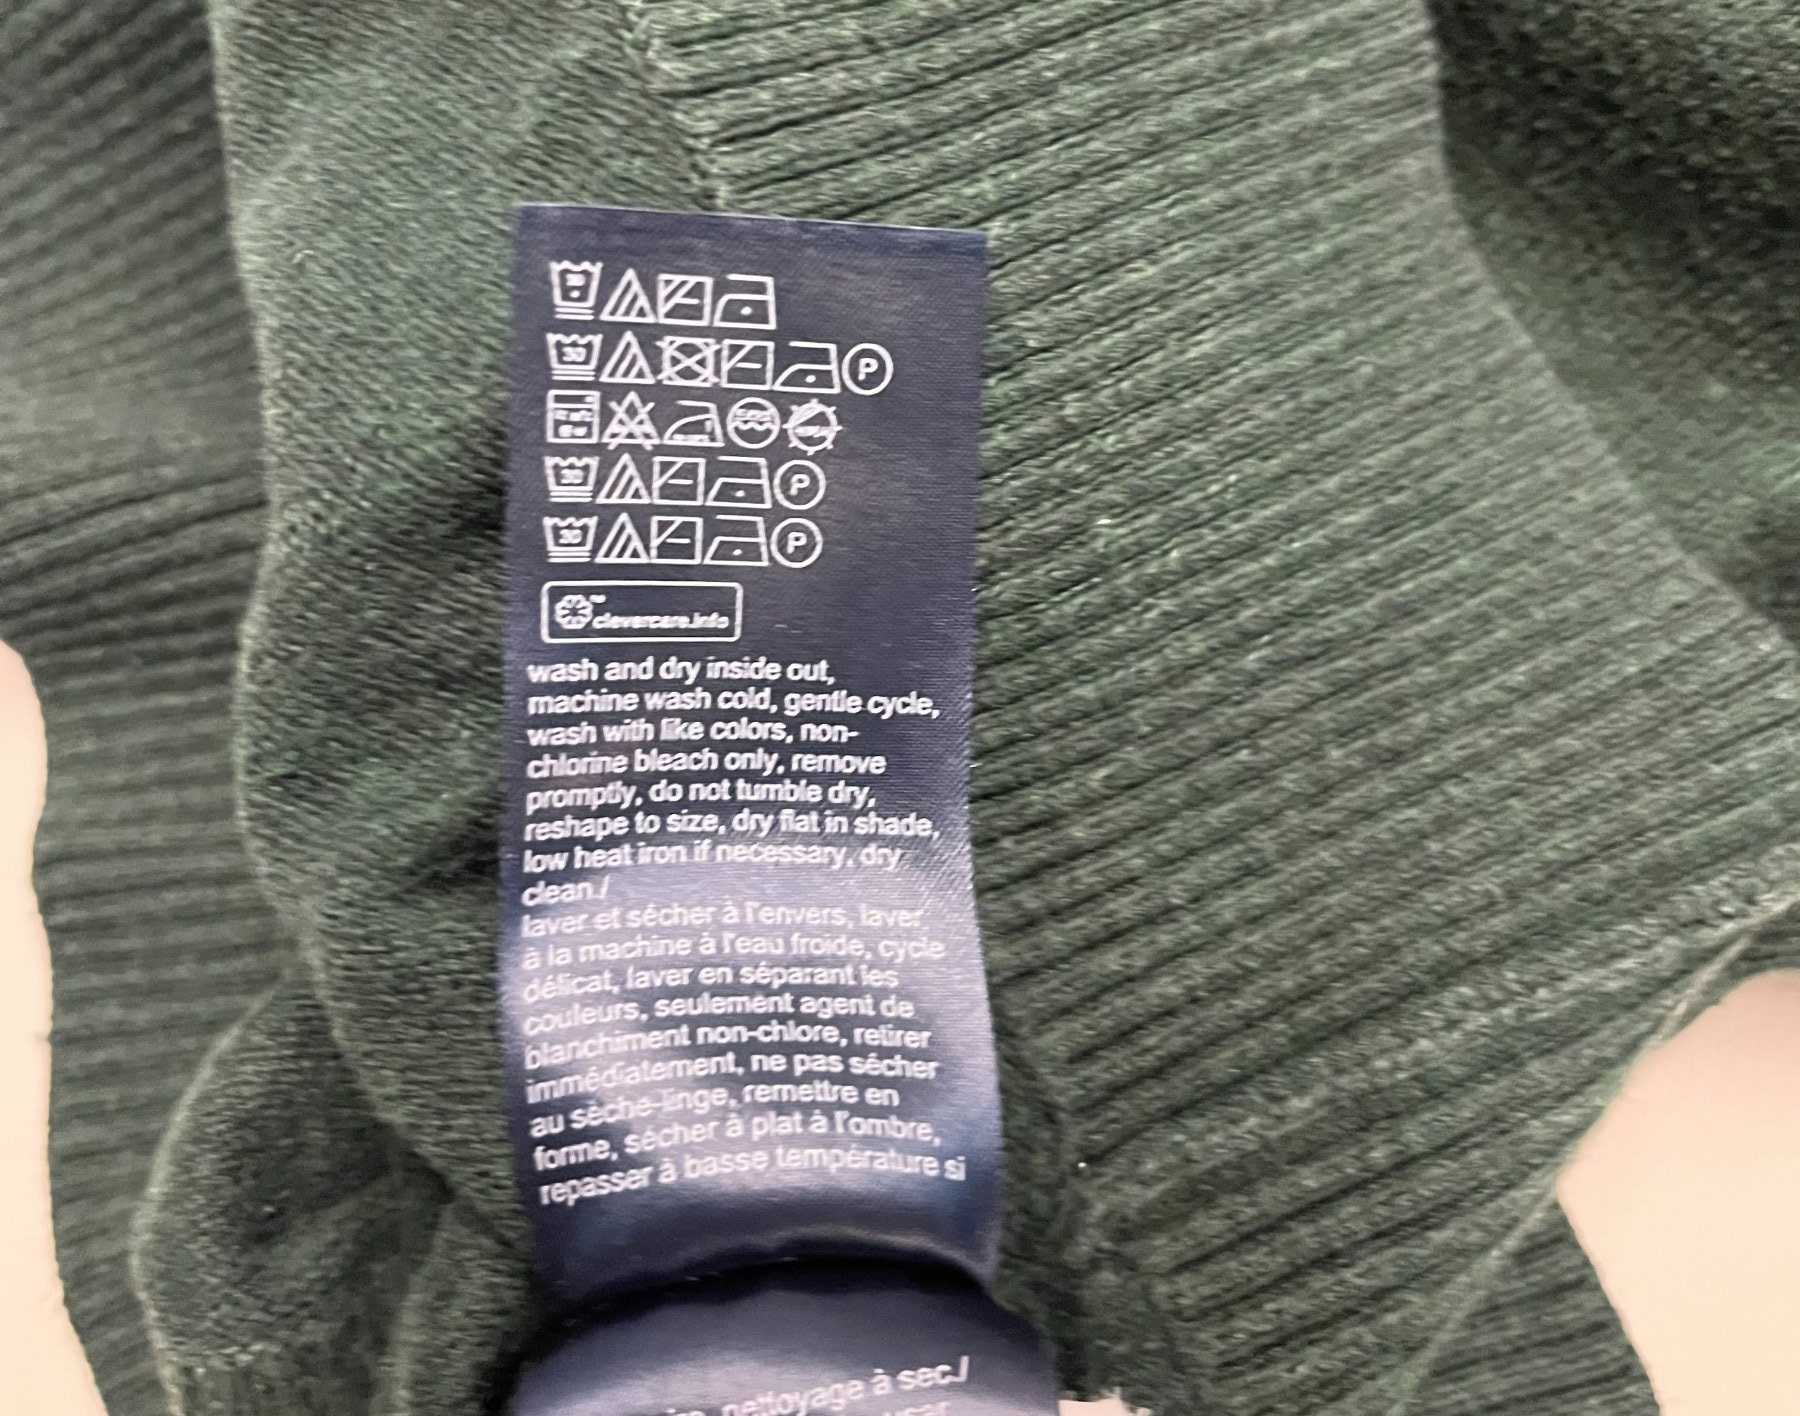 30
30 P
30 P
30 P
clevercare.info
wash and dry inside out,
machine wash cold, gentle cycle,
wash with like colors, non-
chlorine bleach only, remove
promptly, do not tumble dry,
reshape to size, dry flat in shade,
low heat iron if necessary, dry
clean./
laver et sécher à l'envers, laver
à la machine à l'eau froide, cycle
délicat, laver en séparant les
couleurs, seulement agent de
blanchiment non-chlore, retirer
immédiatement, ne pas sécher
au sèche-linge, remettre en
forme, sécher à plat à l'ombre,
repasser à basse température si
nettoyage à sec./